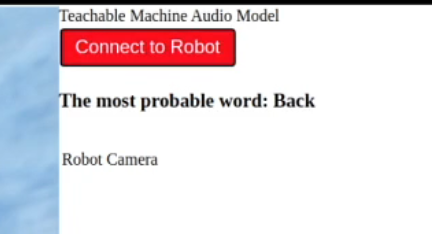 Teachable Machine Audio Model
Connect to Robot
The most probable word: Back
Robot Camera